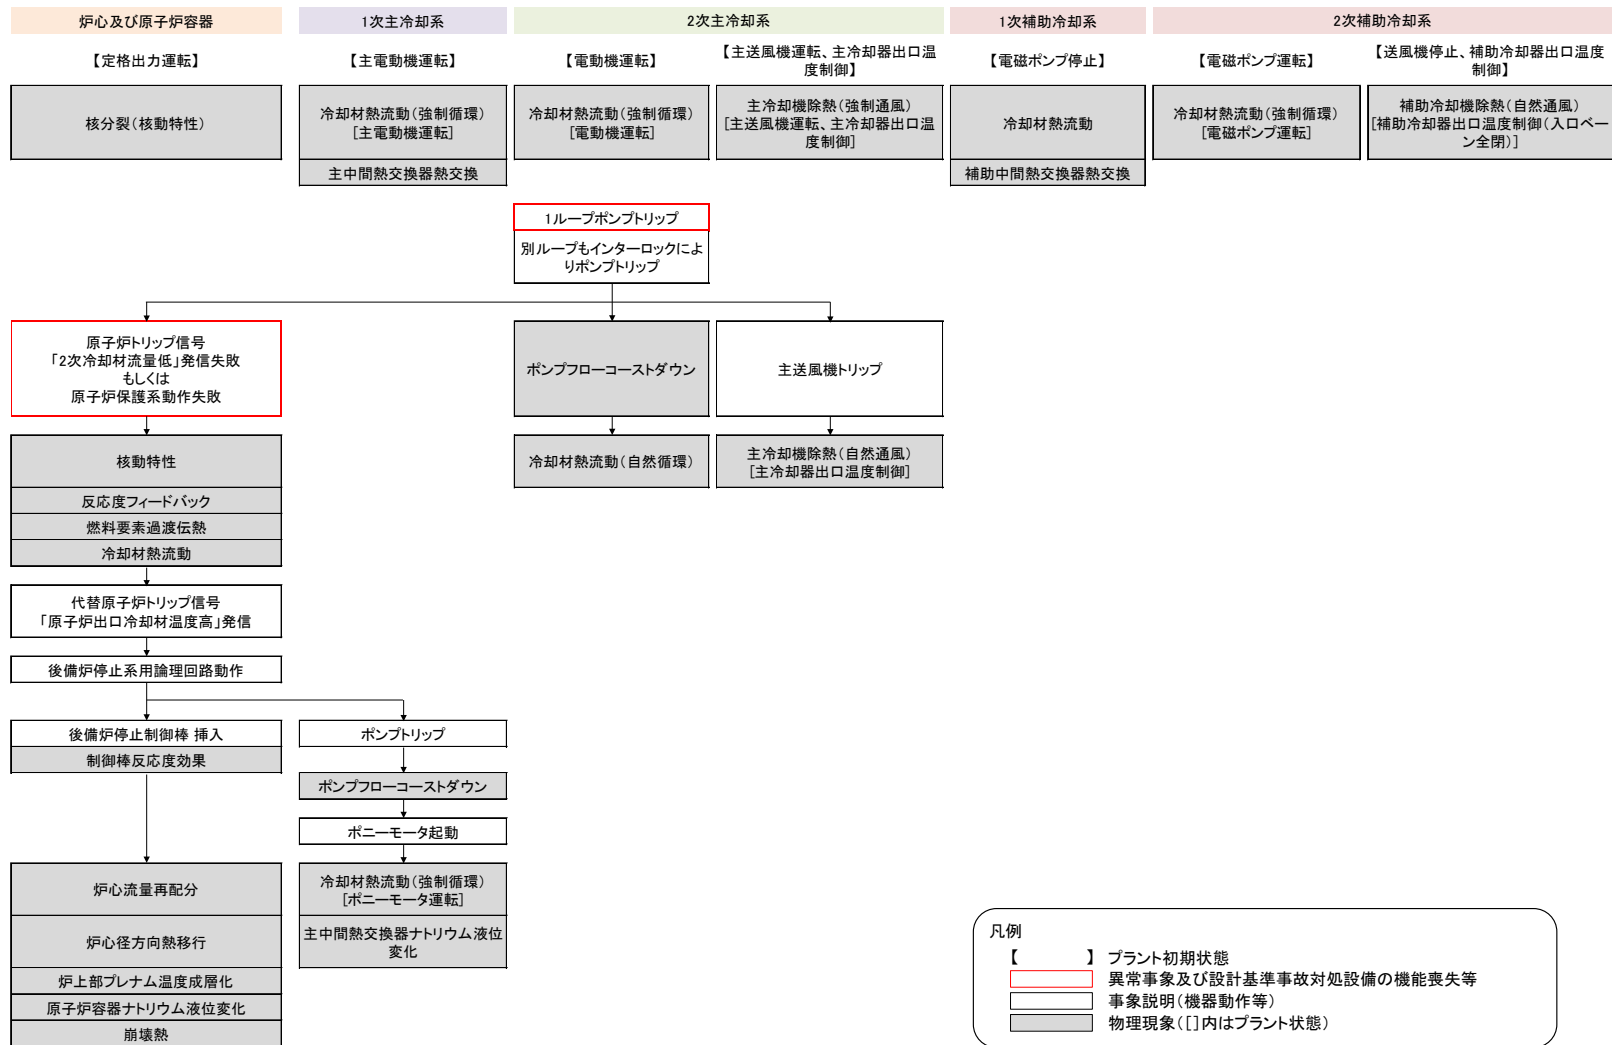 炉心及び原子炉容器
1次主冷却系
2次主冷却系
1次補助冷却系
2次補助冷却系
【定格出力運転】
【主電動機運転】
【電動機運転】
【主送風機運転、主冷却器出口温
度制御】
【電磁ポンプ停止】
【電磁ポンプ運転】
【送風機停止、補助冷却器出口温度
制御】
核分裂(核動特性)
冷却材熱流動(強制循環)
[主電動機運転]
冷却材熱流動(強制循環)
[電動機運転]
主冷却機除熱(強制通風)
[主送風機運転、主冷却器出口温
度制御]
冷却材熱流動
冷却材熱流動(強制循環)
[電磁ポンプ運転]
補助冷却機除熱(自然通風)
[補助冷却器出口温度制御(入口ベー
ン全閉)]
主中間熱交換器熱交換
補助中間熱交換器熱交換
1ループポンプトリップ
別ループもインターロックによ
りポンプトリップ
原子炉トリップ信号
「2次冷却材流量低」発信失敗
もしくは
原子炉保護系動作失敗
ポンプフローコーストダウン
主送風機トリップ
核動特性
冷却材熱流動(自然循環)
主冷却機除熱(自然通風)
[主冷却器出口温度制御]
反応度フィードバック
燃料要素過渡伝熱
冷却材熱流動
代替原子炉トリップ信号
「原子炉出口冷却材温度高」発信
後備炉停止系用論理回路動作
後備炉停止制御棒 挿入
制御棒反応度効果
ポンプトリップ
ポンプフローコーストダウン
ポニーモータ起動
炉心流量再配分
冷却材熱流動(強制循環)
[ポニーモータ運転]
炉心径方向熱移行
主中間熱交換器ナトリウム液位
変化
炉上部プレナム温度成層化
原子炉容器ナトリウム液位変化
崩壊熱
凡例
【 】 プラント初期状態
異常事象及び設計基準事故対処設備の機能喪失等
事象説明(機器動作等)
物理現象([]内はプラント状態)